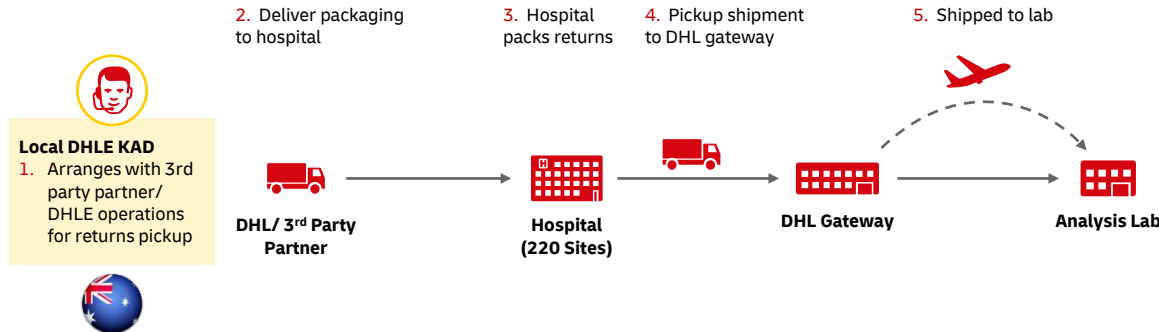 2. Deliver packaging
to hospital
3. Hospital
packs returns
4. Pickup shipment
to DHL gateway
5. Shipped to lab
Local DHLE KAD
1. Arranges with 3rd
party partner/
DHLE operations
for returns pickup
DHL/ 3rd Party
Partner
H
Hospital
(220 Sites)
DHL Gateway
Analysis Lab